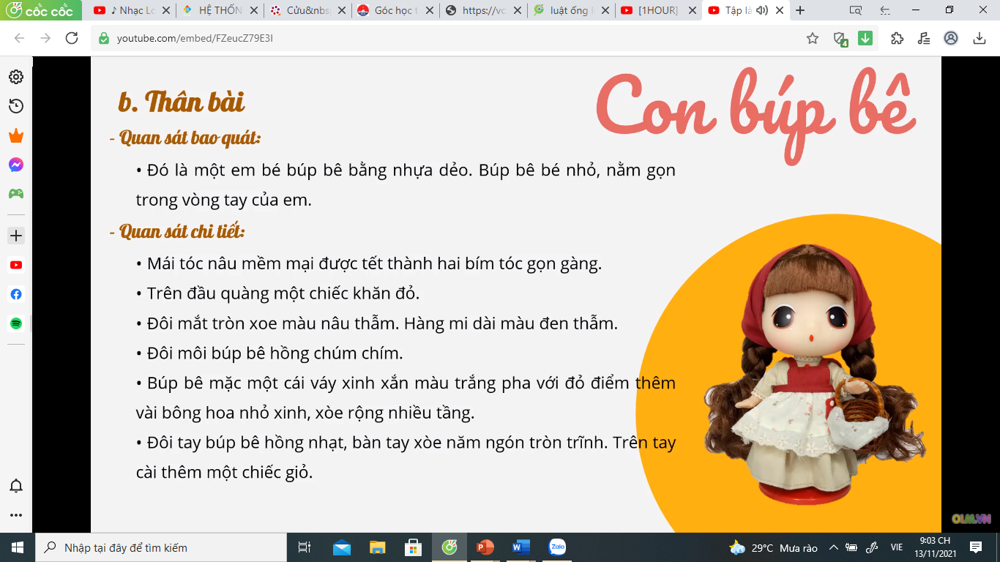 cốc cốc
♪ Nhạc Lo
HỆ THỐN
Cửu&nbsp
Góc học t
https://vc
luật ống
[1HOUR]
Tập là
youtube.com/embed/FZeucZ79E3I
4
Con búp bê
b. Thân bài
- Quan sát bao quát:
• Đó là một em bé búp bê bằng nhựa dẻo. Búp bê bé nhỏ, nằm gọn
trong vòng tay của em.
- Quan sát chi tiết:
• Mái tóc nâu mềm mại được tết thành hai bím tóc gọn gàng.
• Trên đầu quàng một chiếc khăn đỏ.
• Đôi mắt tròn xoe màu nâu thẫm. Hàng mi dài màu đen thẫm.
• Đôi môi búp bê hồng chúm chím.
• Búp bê mặc một cái váy xinh xắn màu trắng pha với đỏ điểm thêm
vài bông hoa nhỏ xinh, xòe rộng nhiều tầng.
• Đôi tay búp bê hồng nhạt, bàn tay xòe năm ngón tròn trĩnh. Trên tay
cài thêm một chiếc giỏ.
OLM.VN
Nhập tại đây để tìm kiếm
Zalo
29°C Mưa rào
VIE
9:03 CH
13/11/2021